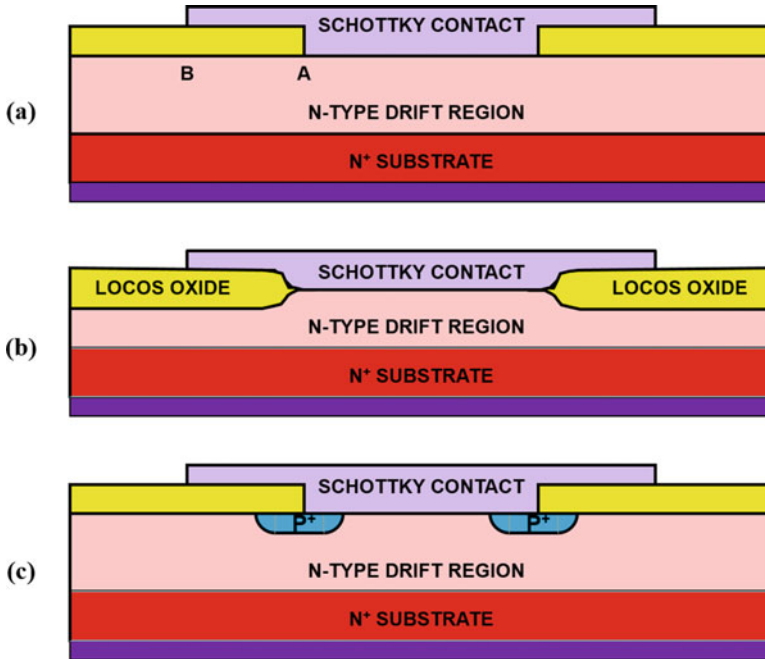 SCHOTTKY CONTACT
B A
(a)
N-TYPE DRIFT REGION
N⁺ SUBSTRATE
SCHOTTKY CONTACT
LOCOS OXIDE LOCOS OXIDE
(b)
N-TYPE DRIFT REGION
N⁺ SUBSTRATE
SCHOTTKY CONTACT
P⁺ P⁺
(c)
N-TYPE DRIFT REGION
N⁺ SUBSTRATE